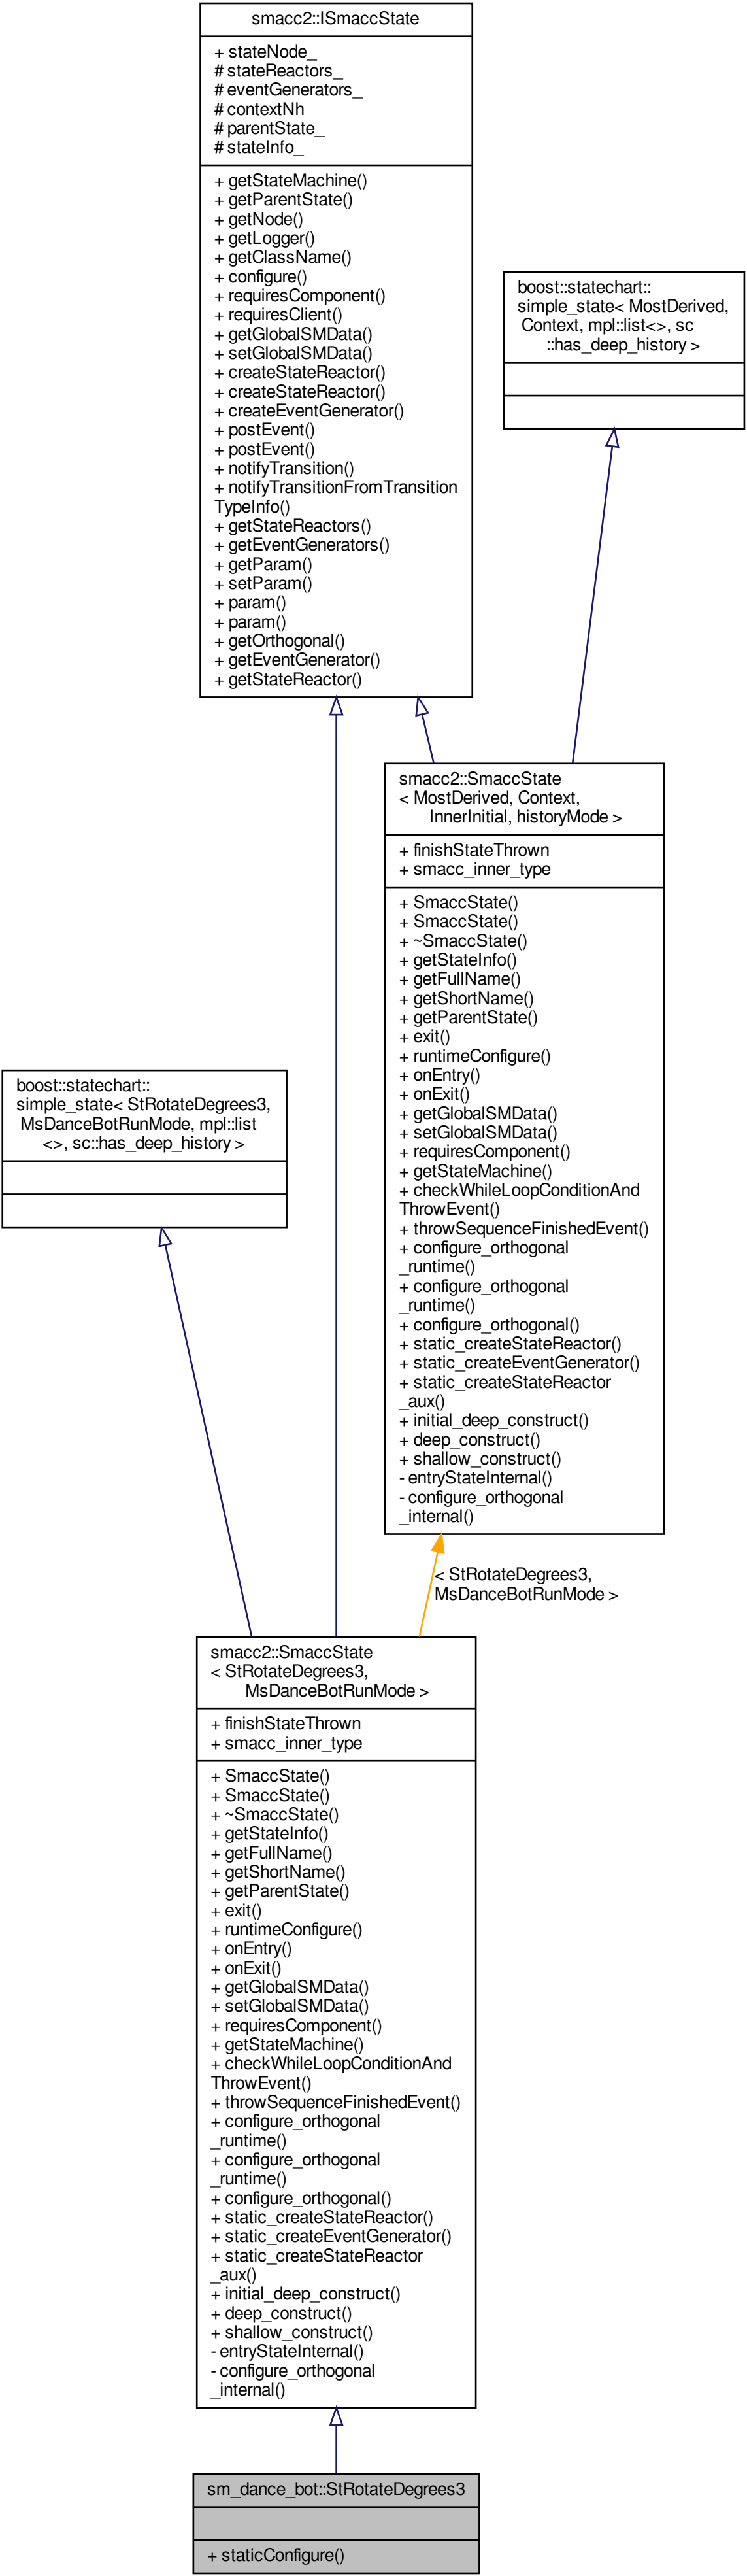 smacc2::ISmaccState
+ stateNode_
# stateReactors_
# eventGenerators_
# contextNh
# parentState_
# stateInfo_
+ getStateMachine()
+ getParentState()
+ getNode()
+ getLogger()
+ getClassName()
+ configure()
+ requiresComponent()
+ requiresClient()
+ getGlobalSMData()
+ setGlobalSMData()
+ createStateReactor()
+ createStateReactor()
+ createEventGenerator()
+ postEvent()
+ postEvent()
+ notifyTransition()
+ notifyTransitionFromTransition
TypeInfo()
+ getStateReactors()
+ getEventGenerators()
+ getParam()
+ setParam()
+ param()
+ param()
+ getOrthogonal()
+ getEventGenerator()
+ getStateReactor()
boost::statechart::
simple_state< MostDerived,
Context, mpl::list<>, sc
::has_deep_history >
smacc2::SmaccState
< MostDerived, Context,
InnerInitial, historyMode >
+ finishStateThrown
+ smacc_inner_type
+ SmaccState()
+ SmaccState()
+ ~SmaccState()
+ getStateInfo()
+ getFullName()
+ getShortName()
+ getParentState()
+ exit()
+ runtimeConfigure()
+ onEntry()
+ onExit()
+ getGlobalSMData()
+ setGlobalSMData()
+ requiresComponent()
+ getStateMachine()
+ checkWhileLoopConditionAnd
ThrowEvent()
+ throwSequenceFinishedEvent()
+ configure_orthogonal
_runtime()
+ configure_orthogonal
_runtime()
+ configure_orthogonal()
+ static_createStateReactor()
+ static_createEventGenerator()
+ static_createStateReactor
_aux()
+ initial_deep_construct()
+ deep_construct()
+ shallow_construct()
- entryStateInternal()
- configure_orthogonal
_internal()
boost::statechart::
simple_state< StRotateDegrees3,
MsDanceBotRunMode, mpl::list
<>, sc::has_deep_history >
< StRotateDegrees3,
MsDanceBotRunMode >
smacc2::SmaccState
< StRotateDegrees3,
MsDanceBotRunMode >
+ finishStateThrown
+ smacc_inner_type
+ SmaccState()
+ SmaccState()
+ ~SmaccState()
+ getStateInfo()
+ getFullName()
+ getShortName()
+ getParentState()
+ exit()
+ runtimeConfigure()
+ onEntry()
+ onExit()
+ getGlobalSMData()
+ setGlobalSMData()
+ requiresComponent()
+ getStateMachine()
+ checkWhileLoopConditionAnd
ThrowEvent()
+ throwSequenceFinishedEvent()
+ configure_orthogonal
_runtime()
+ configure_orthogonal
_runtime()
+ configure_orthogonal()
+ static_createStateReactor()
+ static_createEventGenerator()
+ static_createStateReactor
_aux()
+ initial_deep_construct()
+ deep_construct()
+ shallow_construct()
- entryStateInternal()
- configure_orthogonal
_internal()
sm_dance_bot::StRotateDegrees3
+ staticConfigure()